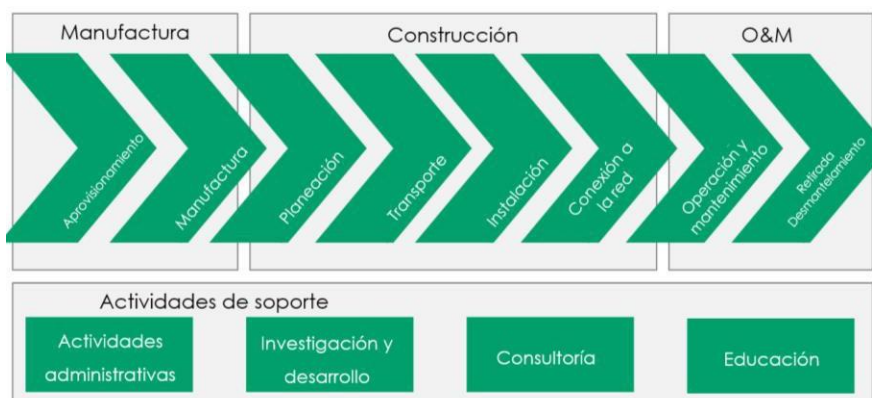 Manufactura
Construcción
O&M
Aprovisionamiento
Manufactura
Planeación
Transporte
Instalación
Conexión a
la red
Operación y
mantenimiento
Retirada
Desmantelamiento
Actividades de soporte
Actividades
administrativas
Investigación y
desarrollo
Consultoría
Educación